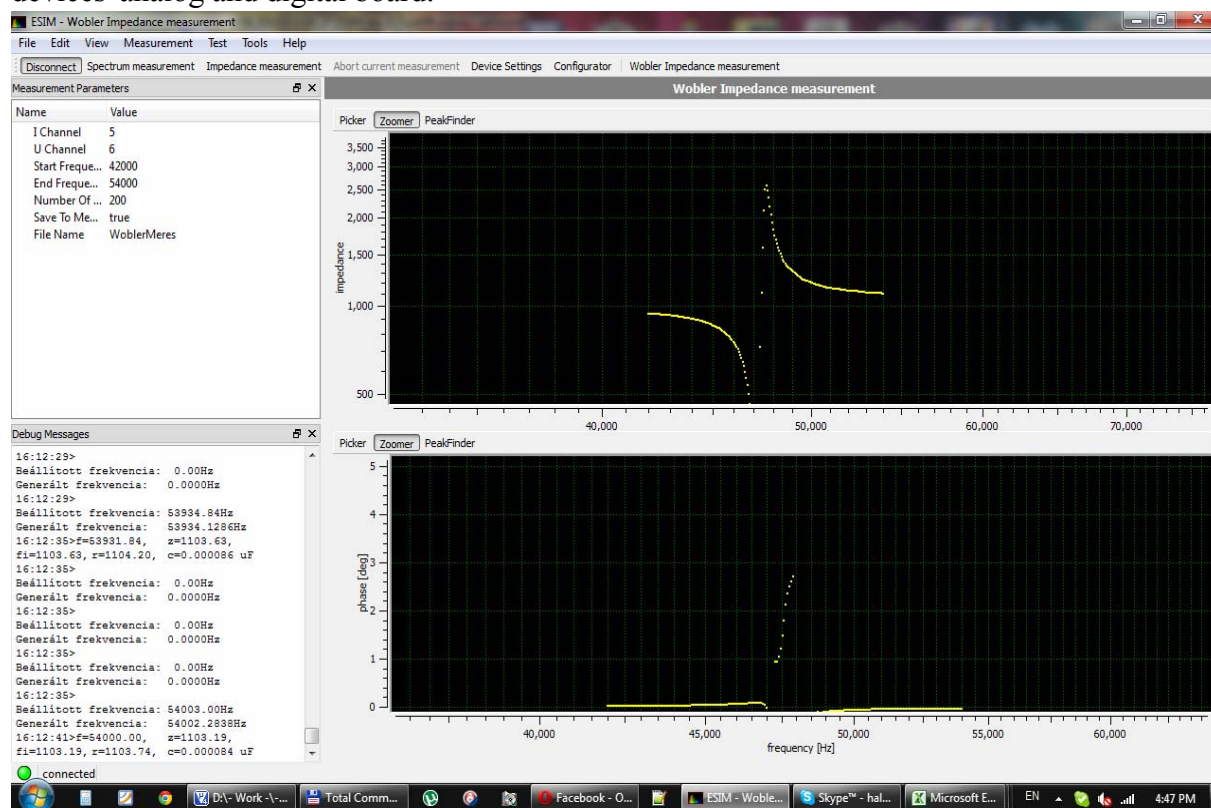 devices' analog and digital board.
ESIM - Wobler Impedance measurement
File Edit View Measurement Test Tools Help
Disconnect Spectrum measurement Impedance measurement Abort current measurement Device Settings Configurator Wobler Impedance measurement
Measurement Parameters
Name Value
I Channel 5
U Channel 6
Start Freque... 42000
End Freque... 54000
Number Of ... 200
Save To Me... true
File Name WoblerMeres
Wobler Impedance measurement
Picker Zoomer PeakFinder
3,500
3,000
2,500
2,000
1,500
1,000
500
impedance
40,000 50,000 60,000 70,000
Debug Messages
16:12:29>
Beállított frekvencia: 0.00Hz
Generált frekvencia: 0.0000Hz
16:12:29>
Beállított frekvencia: 53934.84Hz
Generált frekvencia: 53934.1286Hz
16:12:35>f=53931.84, z=1103.63,
fi=1103.63, r=1104.20, c=0.000086 uF
16:12:35>
Beállított frekvencia: 0.00Hz
Generált frekvencia: 0.0000Hz
16:12:35>
Beállított frekvencia: 0.00Hz
Generált frekvencia: 0.0000Hz
16:12:35>
Beállított frekvencia: 0.00Hz
Generált frekvencia: 0.0000Hz
16:12:35>
Beállított frekvencia: 54003.00Hz
Generált frekvencia: 54002.2838Hz
16:12:41>f=54000.00, z=1103.19,
fi=1103.19, r=1103.74, c=0.000084 uF
Picker Zoomer PeakFinder
5
4
3
2
1
0
phase [deg]
40,000 45,000 50,000 55,000 60,000
frequency [Hz]
connected
D:\- Work -\-... Total Comm... Facebook - O... ESIM - Woble... Skype™ - hal... Microsoft E... EN 4:47 PM